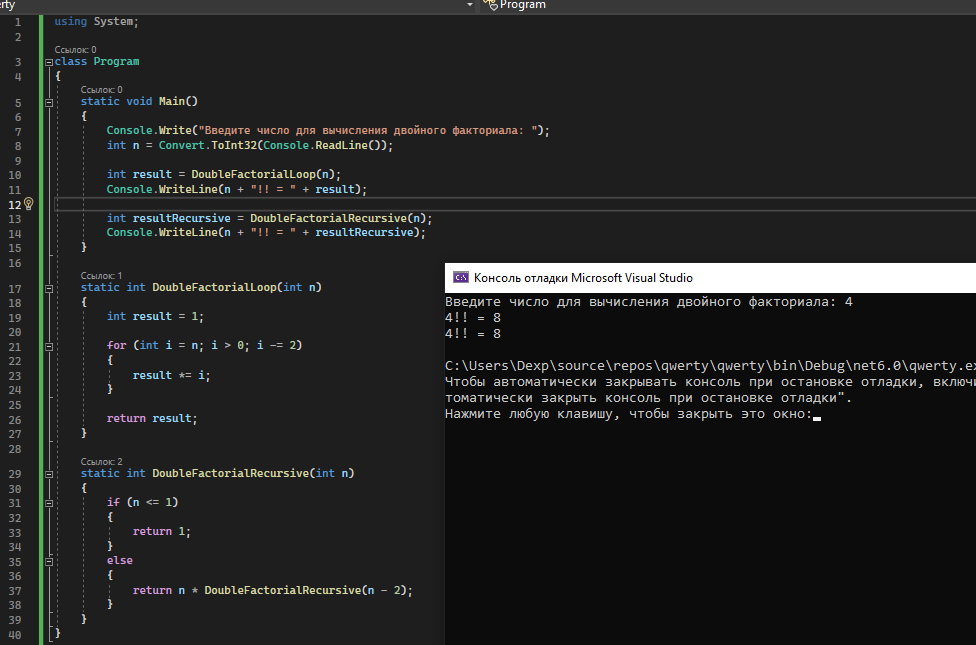 rty Program
1 using System;
2
Ссылок: 0
3 class Program
4 {
Ссылок: 0
5 static void Main()
6 {
7 Console.Write("Введите число для вычисления двойного факториала: ");
8 int n = Convert.ToInt32(Console.ReadLine());
9
10 int result = DoubleFactorialLoop(n);
11 Console.WriteLine(n + "!! = " + result);
12
13 int resultRecursive = DoubleFactorialRecursive(n);
14 Console.WriteLine(n + "!! = " + resultRecursive);
15 }
16
Ссылок: 1
17 static int DoubleFactorialLoop(int n)
18 {
19 int result = 1;
20
21 for (int i = n; i > 0; i -= 2)
22 {
23 result *= i;
24 }
25
26 return result;
27 }
28
Ссылок: 2
29 static int DoubleFactorialRecursive(int n)
30 {
31 if (n <= 1)
32 {
33 return 1;
34 }
35 else
36 {
37 return n * DoubleFactorialRecursive(n - 2);
38 }
39 }
40 }
Консоль отладки Microsoft Visual Studio
Введите число для вычисления двойного факториала: 4
4!! = 8
4!! = 8
C:\Users\Dexp\source\repos\qwerty\qwerty\bin\Debug\net6.0\qwerty.ex
Чтобы автоматически закрывать консоль при остановке отладки, включи
томатически закрыть консоль при остановке отладки".
Нажмите любую клавишу, чтобы закрыть это окно: